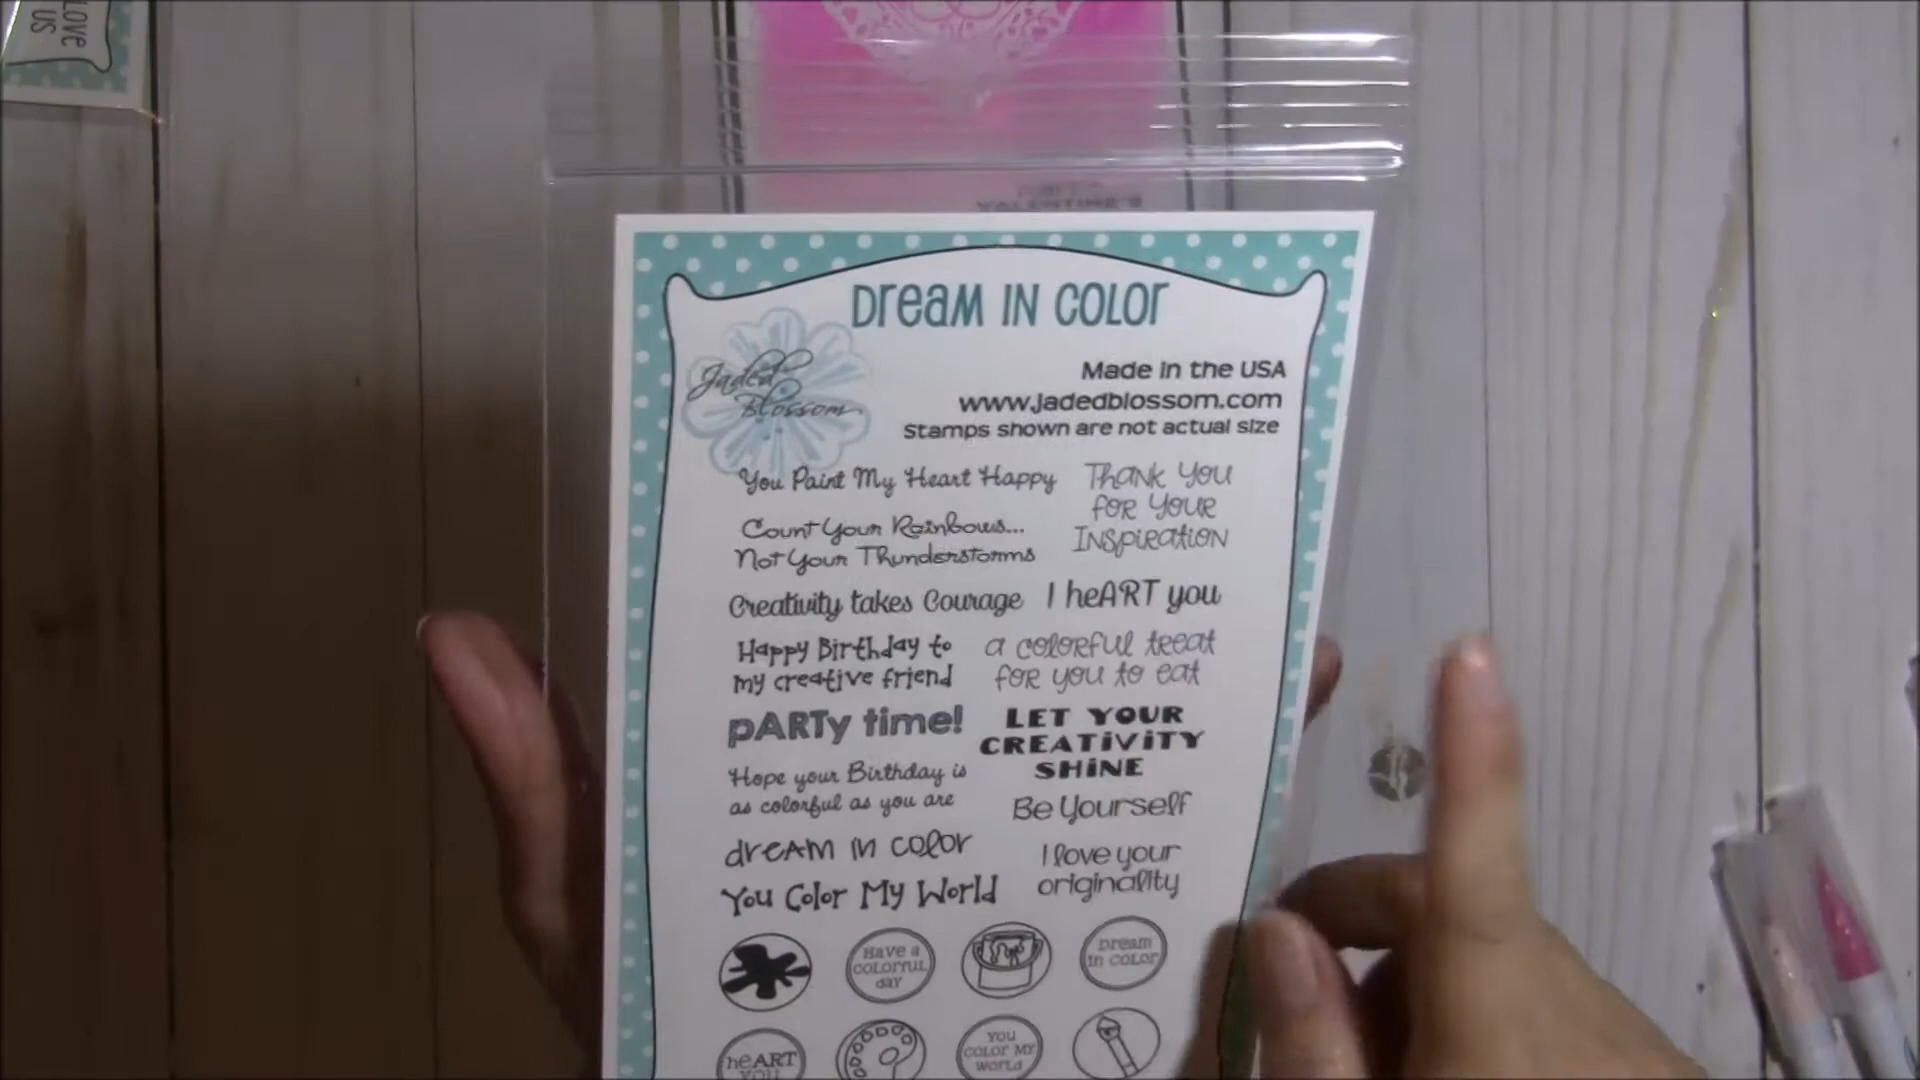 Love
US
VALENTINE'S
Dream in Color
Jaded
Blossom
Made in the USA
www.jadedblossom.com
Stamps shown are not actual size
You Paint My Heart Happy
Thank You
for Your
Inspiration
Count Your Rainbows...
Not Your Thunderstorms
Creativity takes Courage
I heART you
Happy Birthday to
my creative friend
a colorful treat
for you to eat
pARTy time!
LET YOUR
CREATiViTY
SHiNE
Hope your Birthday is
as colorful as you are
Be Yourself
dream in color
I love your
originality
You Color My World
Have a
colorful
day
Dream
in color
heART
YOU
YOU
COLOR MY
World